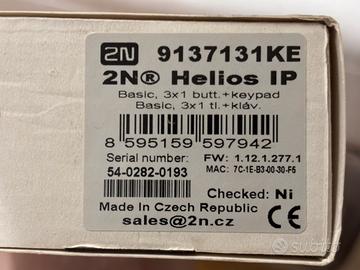 2N 9137131KE
2N® Helios IP
Basic, 3x1 butt.+keypad
Basic, 3x1 tl.+kláv.
8 595159 597942
Serial number: FW: 1.12.1.277.1
54-0282-0193 MAC: 7C-1E-B3-00-30-F5
Checked: Ni
Made in Czech Republic
sales@2n.cz CE
subito